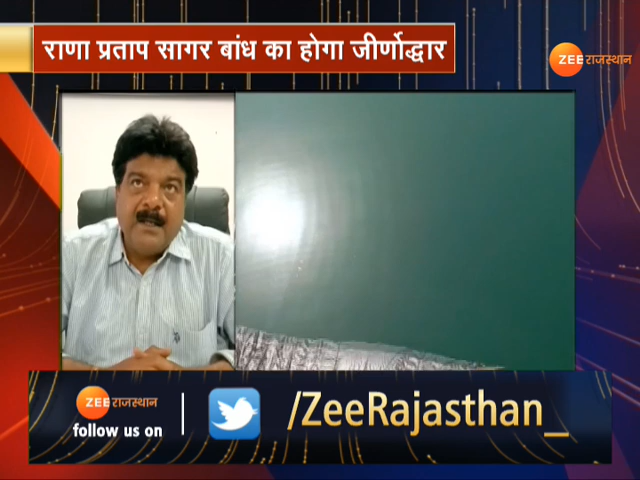 राणा प्रताप सागर बांध का होगा जीर्णोद्धार
ZEE राजस्थान
ZEE राजस्थान
follow us on
/ZeeRajasthan_